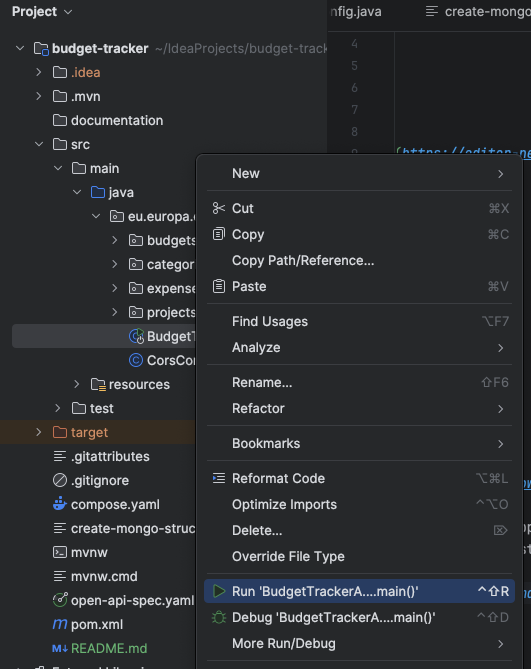 Project
nfig.java
create-mongo
budget-tracker ~/IdeaProjects/budget-track
.idea
.mvn
documentation
src
main
java
eu.europa.
budgets
categor
expense
projects
BudgetT
CorsCon
resources
test
target
.gitattributes
.gitignore
compose.yaml
create-mongo-struc
mvnw
mvnw.cmd
open-api-spec.yaml
pom.xml
M↓ README.md
4
5
6
7
8
https://editor-ne
New
Cut ⌘X
Copy ⌘C
Copy Path/Reference...
Paste ⌘V
Find Usages ⌥F7
Analyze
Rename... ⇧F6
Refactor
Bookmarks
Reformat Code ⌥⌘L
Optimize Imports ⌃⌥O
Delete... ⌦
Override File Type
Run 'BudgetTrackerA....main()' ⌃⇧R
Debug 'BudgetTrackerA....main()' ⌃⇧D
More Run/Debug